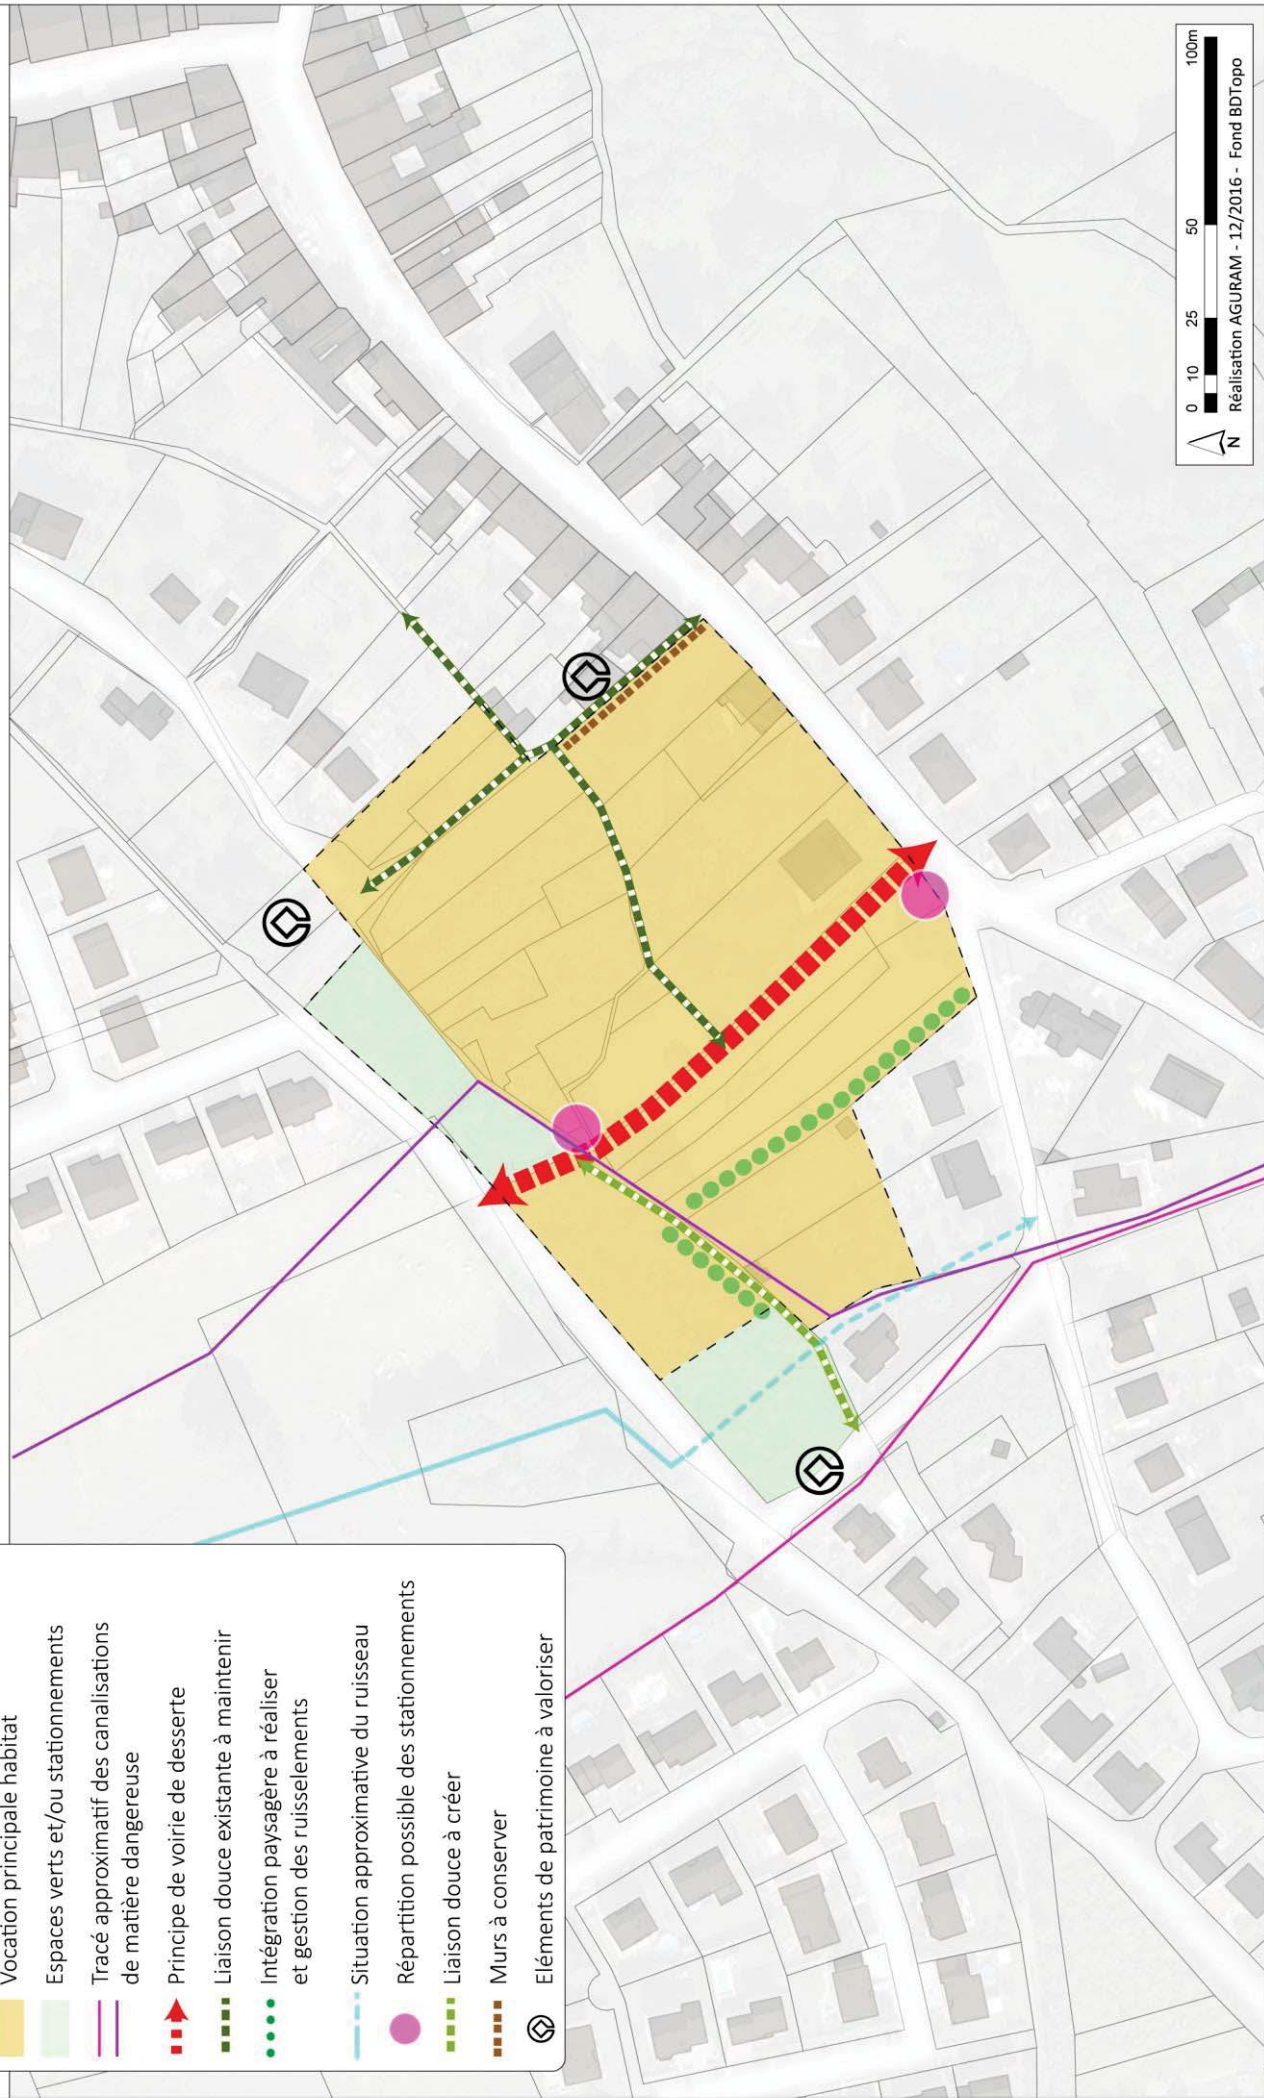 Vocation principale habitat
Espaces verts et/ou stationnements
Tracé approximatif des canalisations
de matière dangereuse
Principe de voirie de desserte
Liaison douce existante à maintenir
Intégration paysagère à réaliser
et gestion des ruisselements
Situation approximative du ruisseau
Répartition possible des stationnements
Liaison douce à créer
Murs à conserver
Eléments de patrimoine à valoriser
N
0 10 25 50 100m
Réalisation AGURAM - 12/2016 - Fond BDTopo